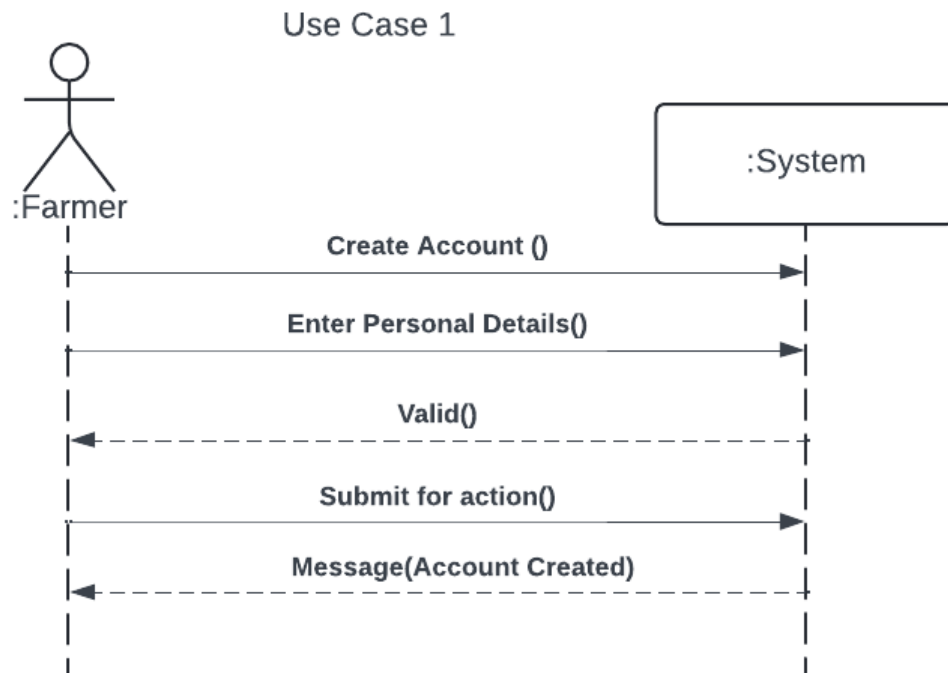 Use Case 1
:Farmer
:System
Create Account ()
Enter Personal Details()
Valid()
Submit for action()
Message(Account Created)